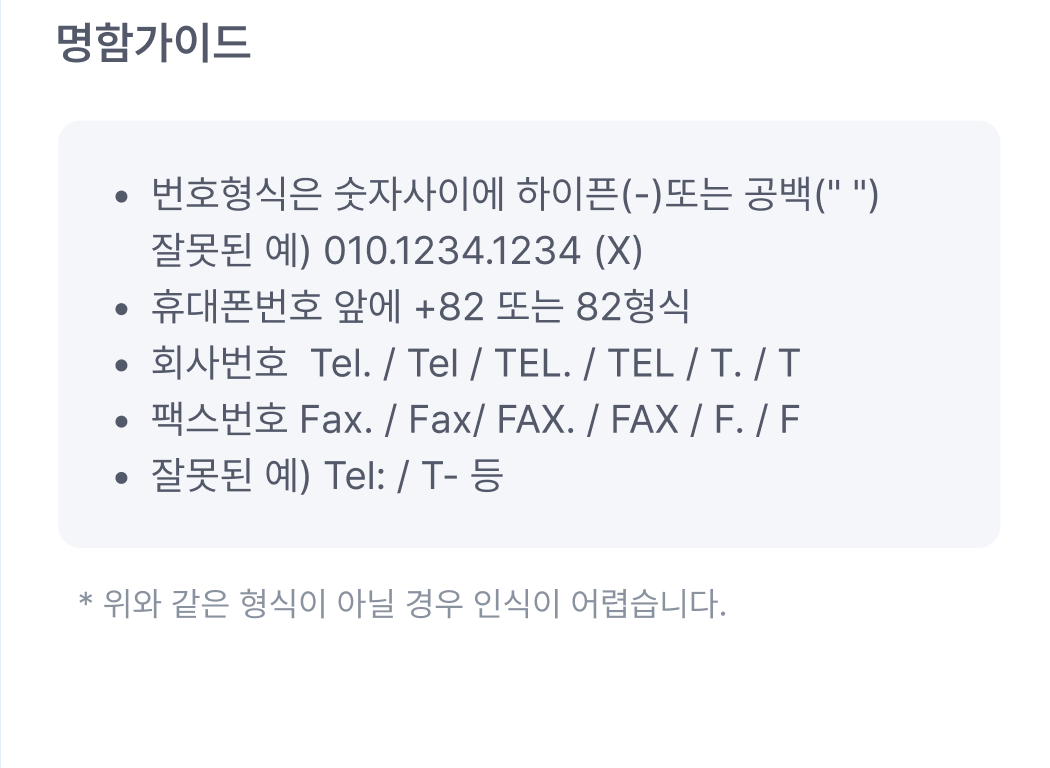 명함가이드
• 번호형식은 숫자사이에 하이픈(-)또는 공백(" ")
잘못된 예) 010.1234.1234 (X)
• 휴대폰번호 앞에 +82 또는 82형식
• 회사번호  Tel. / Tel / TEL. / TEL / T. / T
• 팩스번호 Fax. / Fax/ FAX. / FAX / F. / F
• 잘못된 예) Tel: / T- 등
* 위와 같은 형식이 아닐 경우 인식이 어렵습니다.